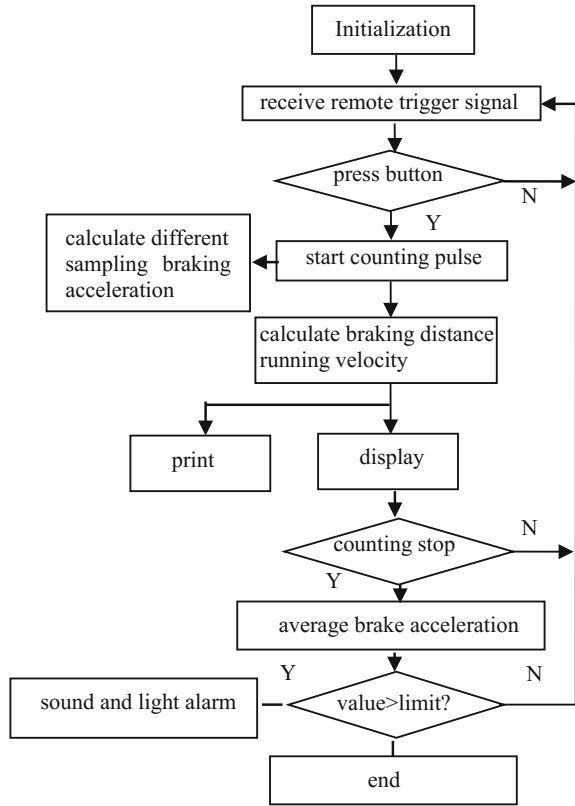 Initialization
receive remote trigger signal
press button
N
Y
calculate different
sampling braking
acceleration
start counting pulse
calculate braking distance
running velocity
print
display
counting stop
N
Y
average brake acceleration
Y
N
sound and light alarm
value>limit?
end